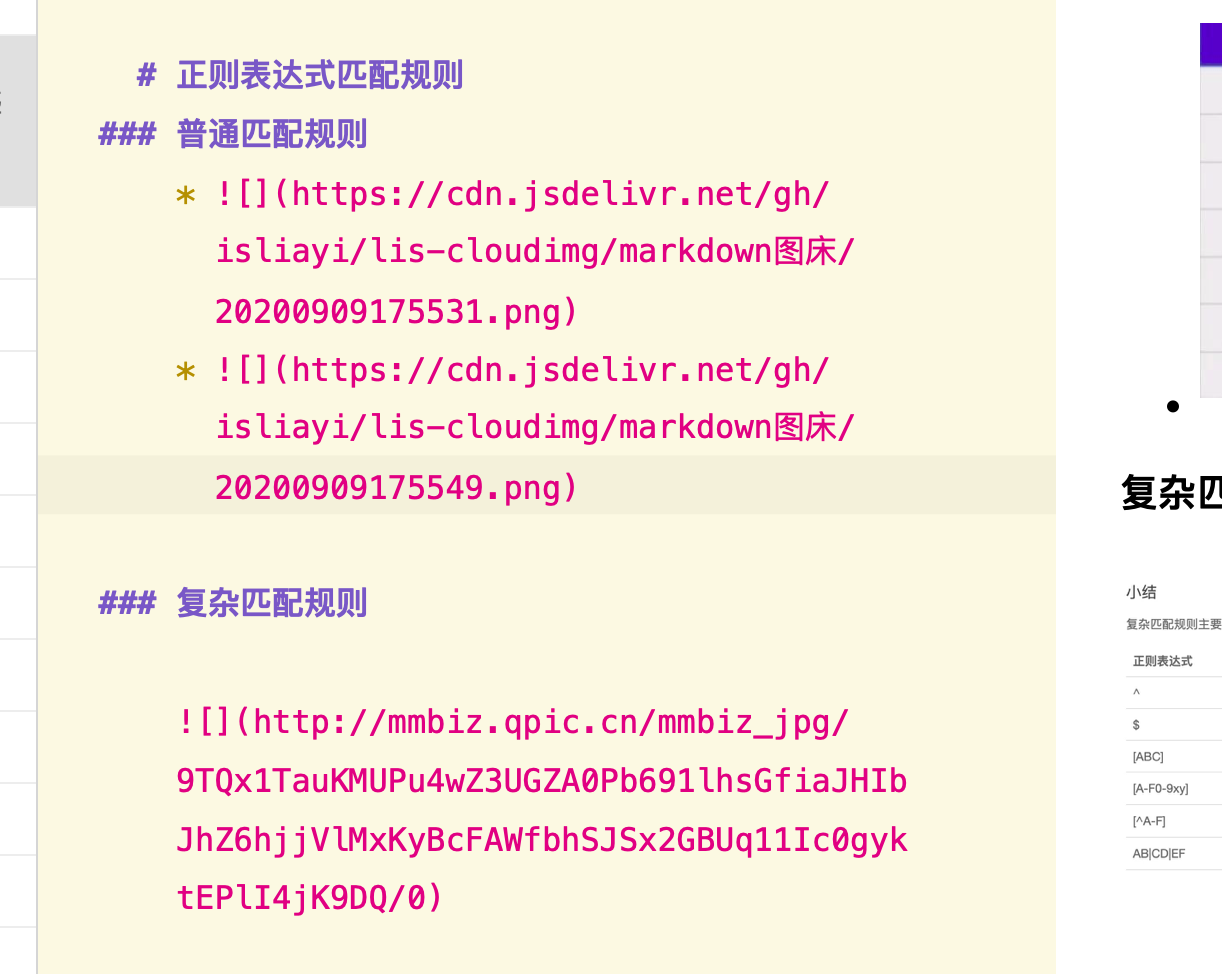 # 正则表达式匹配规则
### 普通匹配规则
* ![](https://cdn.jsdelivr.net/gh/
isliayi/lis-cloudimg/markdown图床/
20200909175531.png)
* ![](https://cdn.jsdelivr.net/gh/
isliayi/lis-cloudimg/markdown图床/
20200909175549.png)
### 复杂匹配规则
![](http://mmbiz.qpic.cn/mmbiz_jpg/
9TQx1TauKMUPu4wZ3UGZA0Pb691lhsGfiaJHIb
JhZ6hjjVlMxKyBcFAWfbhSJSx2GBUq11Ic0gyk
tEPlI4jK9DQ/0)
复杂匹
小结
复杂匹配规则主要
正则表达式
^
$
[ABC]
[A-F0-9xy]
[^A-F]
AB|CD|EF